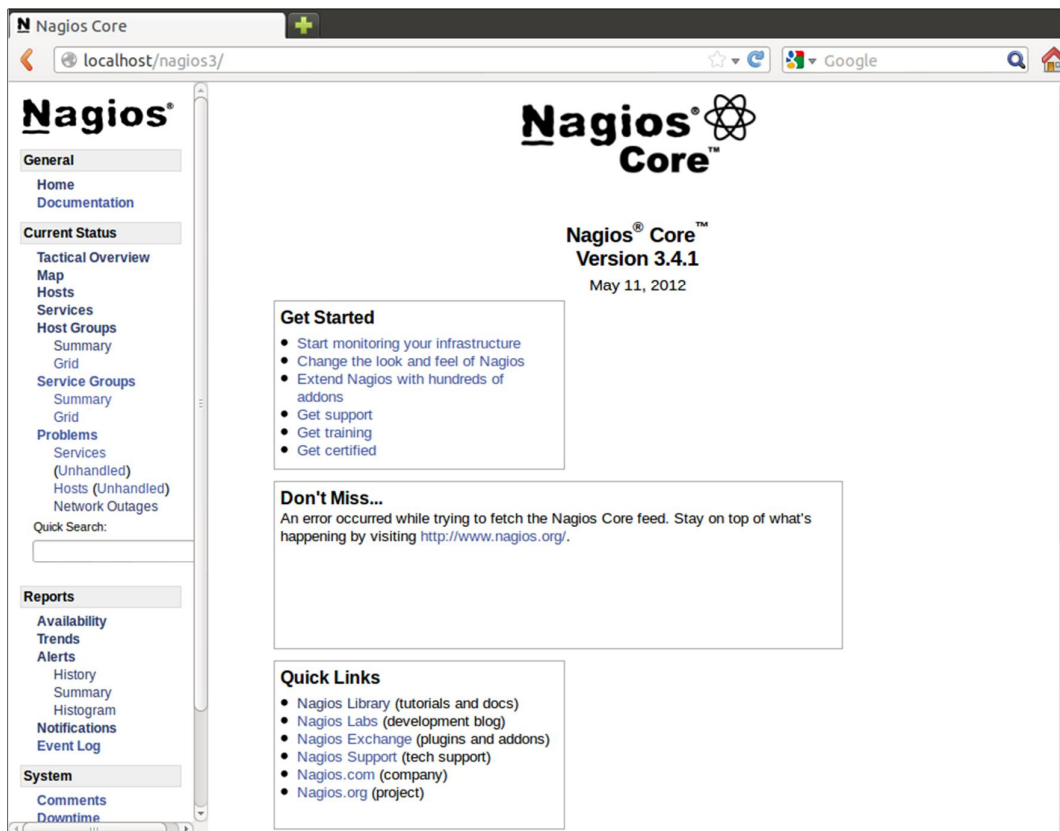 Nagios Core
localhost/nagios3/
Google
Nagios®
General
Home
Documentation
Current Status
Tactical Overview
Map
Hosts
Services
Host Groups
Summary
Grid
Service Groups
Summary
Grid
Problems
Services
(Unhandled)
Hosts (Unhandled)
Network Outages
Quick Search:
Reports
Availability
Trends
Alerts
History
Summary
Histogram
Notifications
Event Log
System
Comments
Downtime
Nagios®
Core™
Nagios® Core™
Version 3.4.1
May 11, 2012
Get Started
• Start monitoring your infrastructure
• Change the look and feel of Nagios
• Extend Nagios with hundreds of
addons
• Get support
• Get training
• Get certified
Don't Miss...
An error occurred while trying to fetch the Nagios Core feed. Stay on top of what's
happening by visiting http://www.nagios.org/.
Quick Links
• Nagios Library (tutorials and docs)
• Nagios Labs (development blog)
• Nagios Exchange (plugins and addons)
• Nagios Support (tech support)
• Nagios.com (company)
• Nagios.org (project)